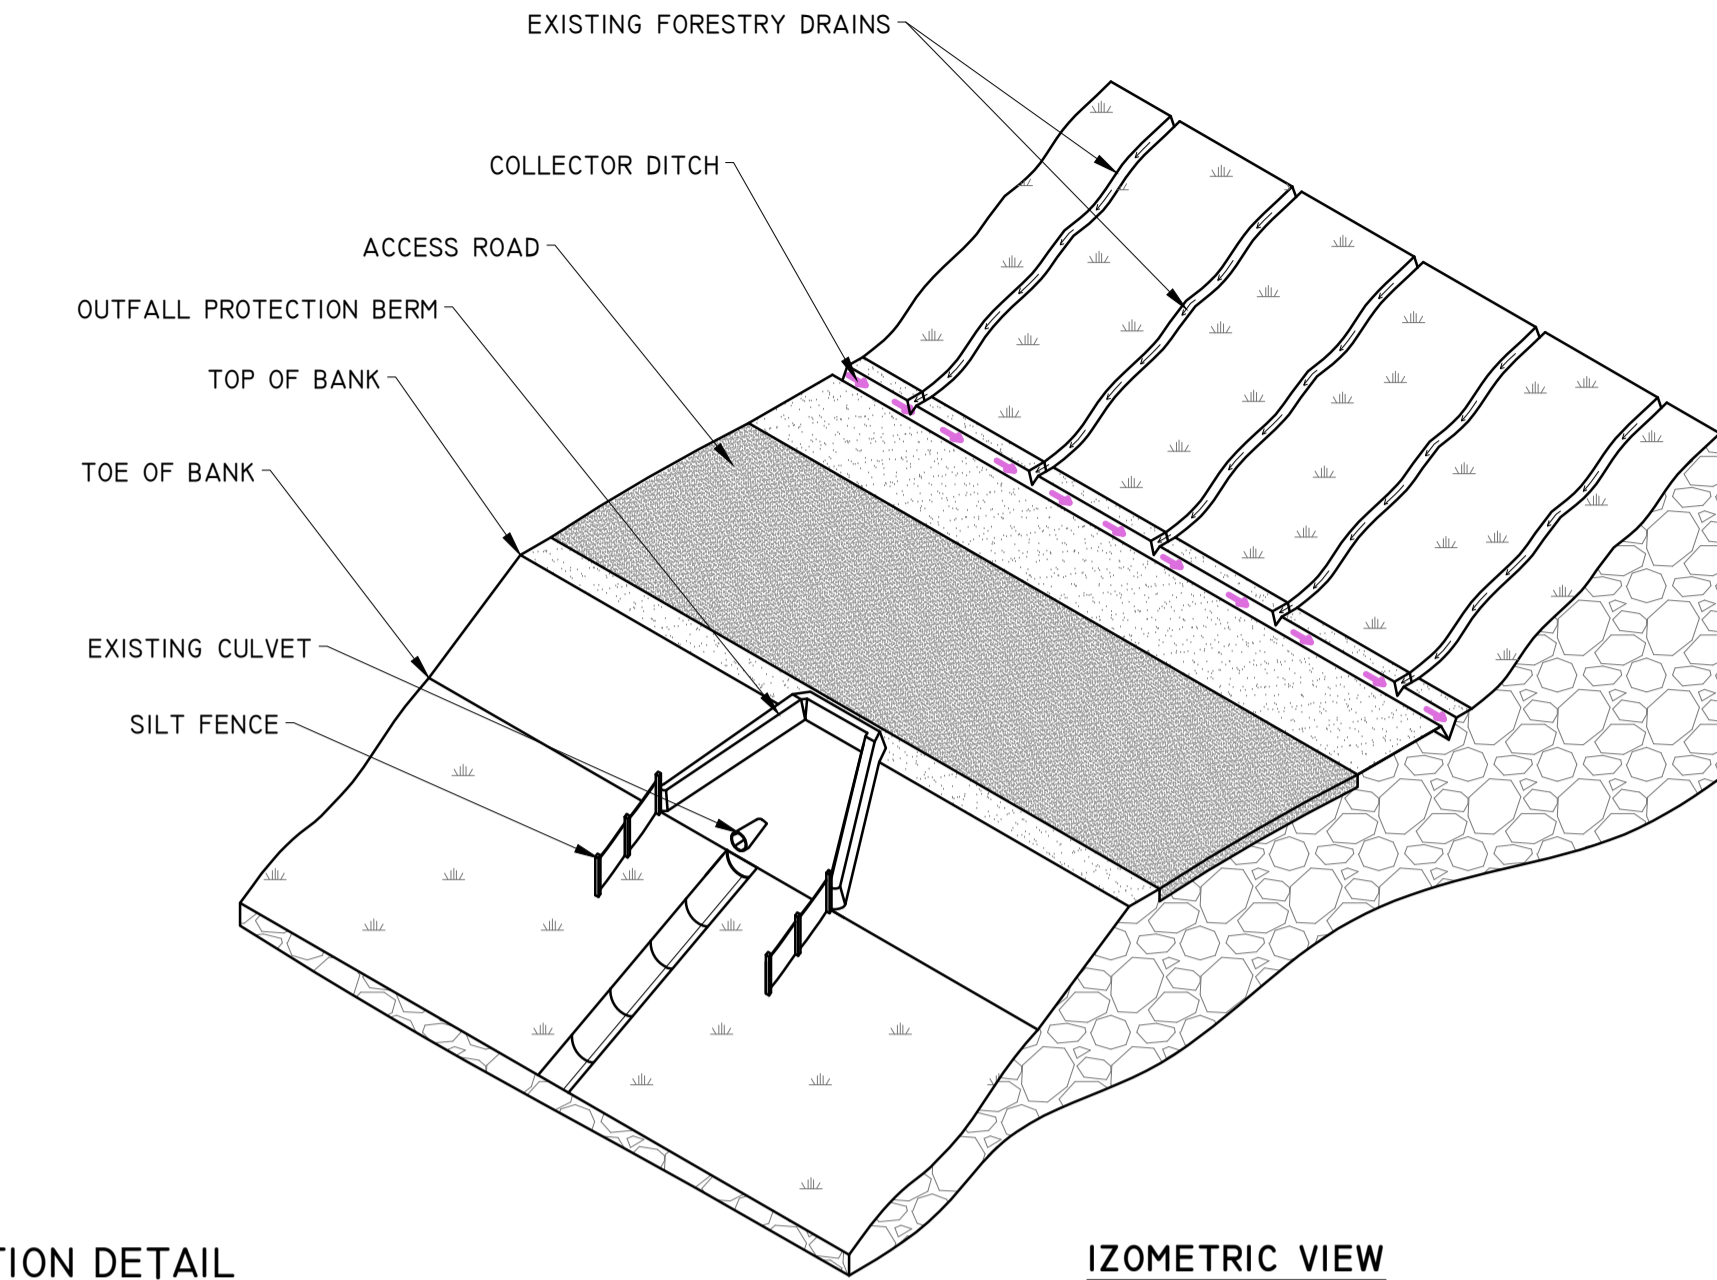 EXISTING FORESTRY DRAINS
COLLECTOR DITCH
ACCESS ROAD
OUTFALL PROTECTION BERM
TOP OF BANK
TOE OF BANK
EXISTING CULVET
SILT FENCE
TION DETAIL
IZOMETRIC VIEW